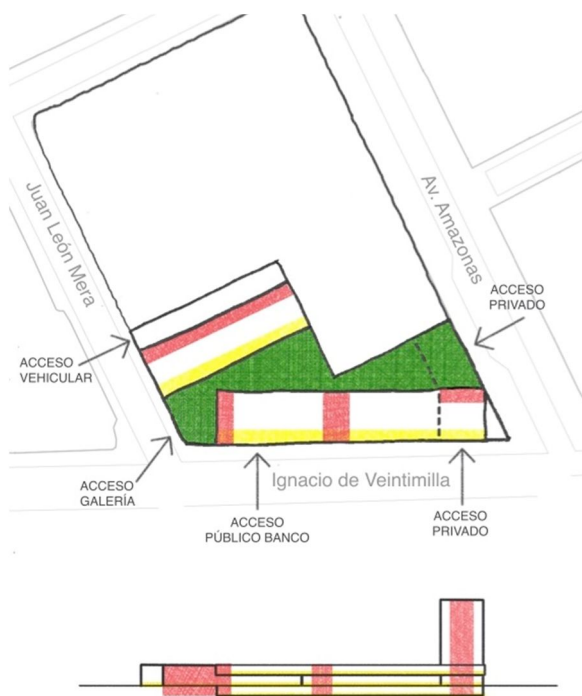 Juan León Mera
Av. Amazonas
ACCESO
PRIVADO
ACCESO
VEHICULAR
ACCESO
GALERÍA
Ignacio de Veintimilla
ACCESO
PÚBLICO BANCO
ACCESO
PRIVADO